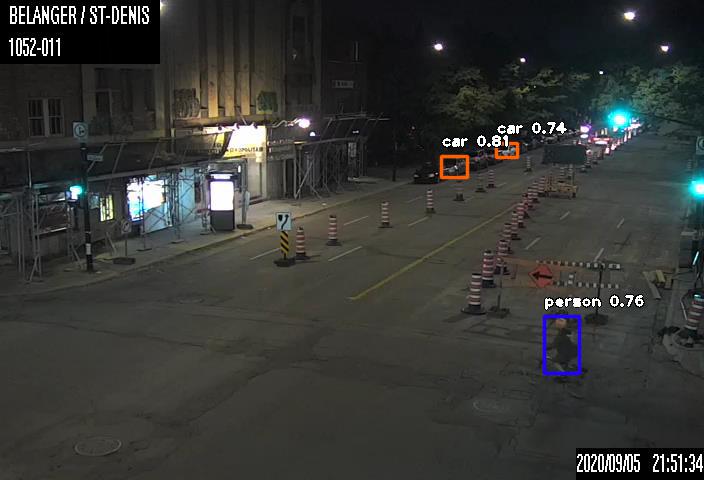 BELANGER / ST-DENIS
1052-011
car 0.81
car 0.74
person 0.76
2020/09/05 21:51:34